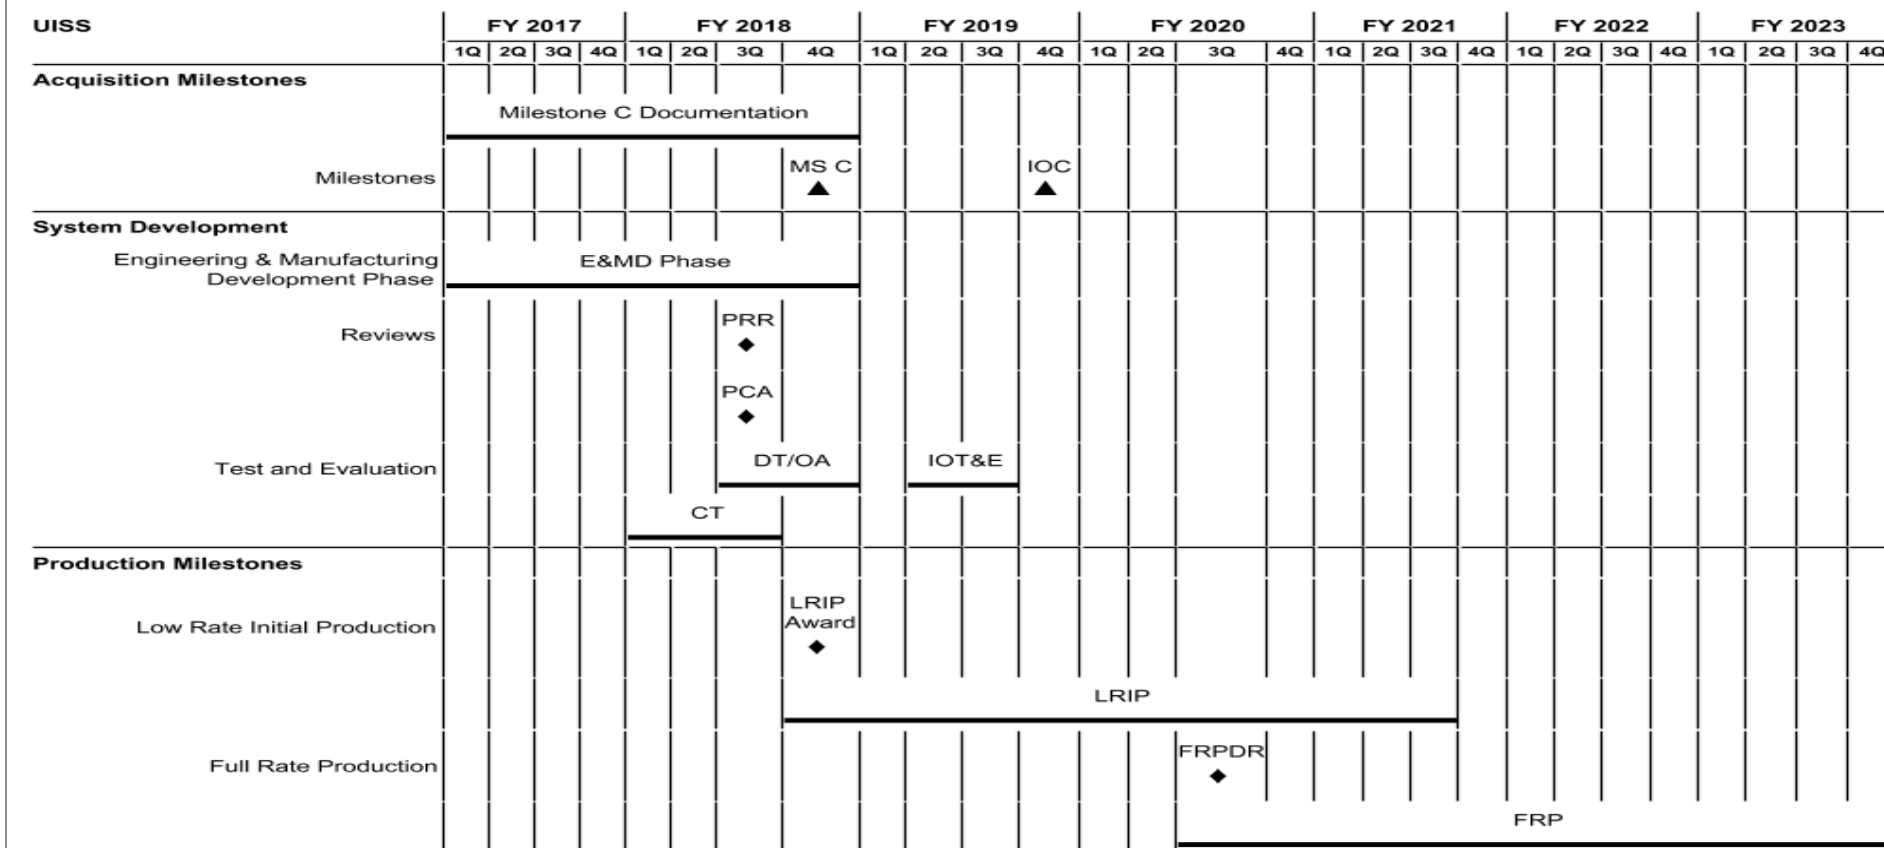 UISS FY 2017 FY 2018 FY 2019 FY 2020 FY 2021 FY 2022 FY 2023
1Q 2Q 3Q 4Q 1Q 2Q 3Q 4Q 1Q 2Q 3Q 4Q 1Q 2Q 3Q 4Q 1Q 2Q 3Q 4Q 1Q 2Q 3Q 4Q 1Q 2Q 3Q 4Q
Acquisition Milestones
Milestone C Documentation
MS C IOC
Milestones
System Development
Engineering & Manufacturing E&MD Phase
Development Phase
PRR
Reviews
PCA
Test and Evaluation DT/OA IOT&E
CT
Production Milestones
LRIP
Low Rate Initial Production Award
LRIP
FRPDR
Full Rate Production
FRP